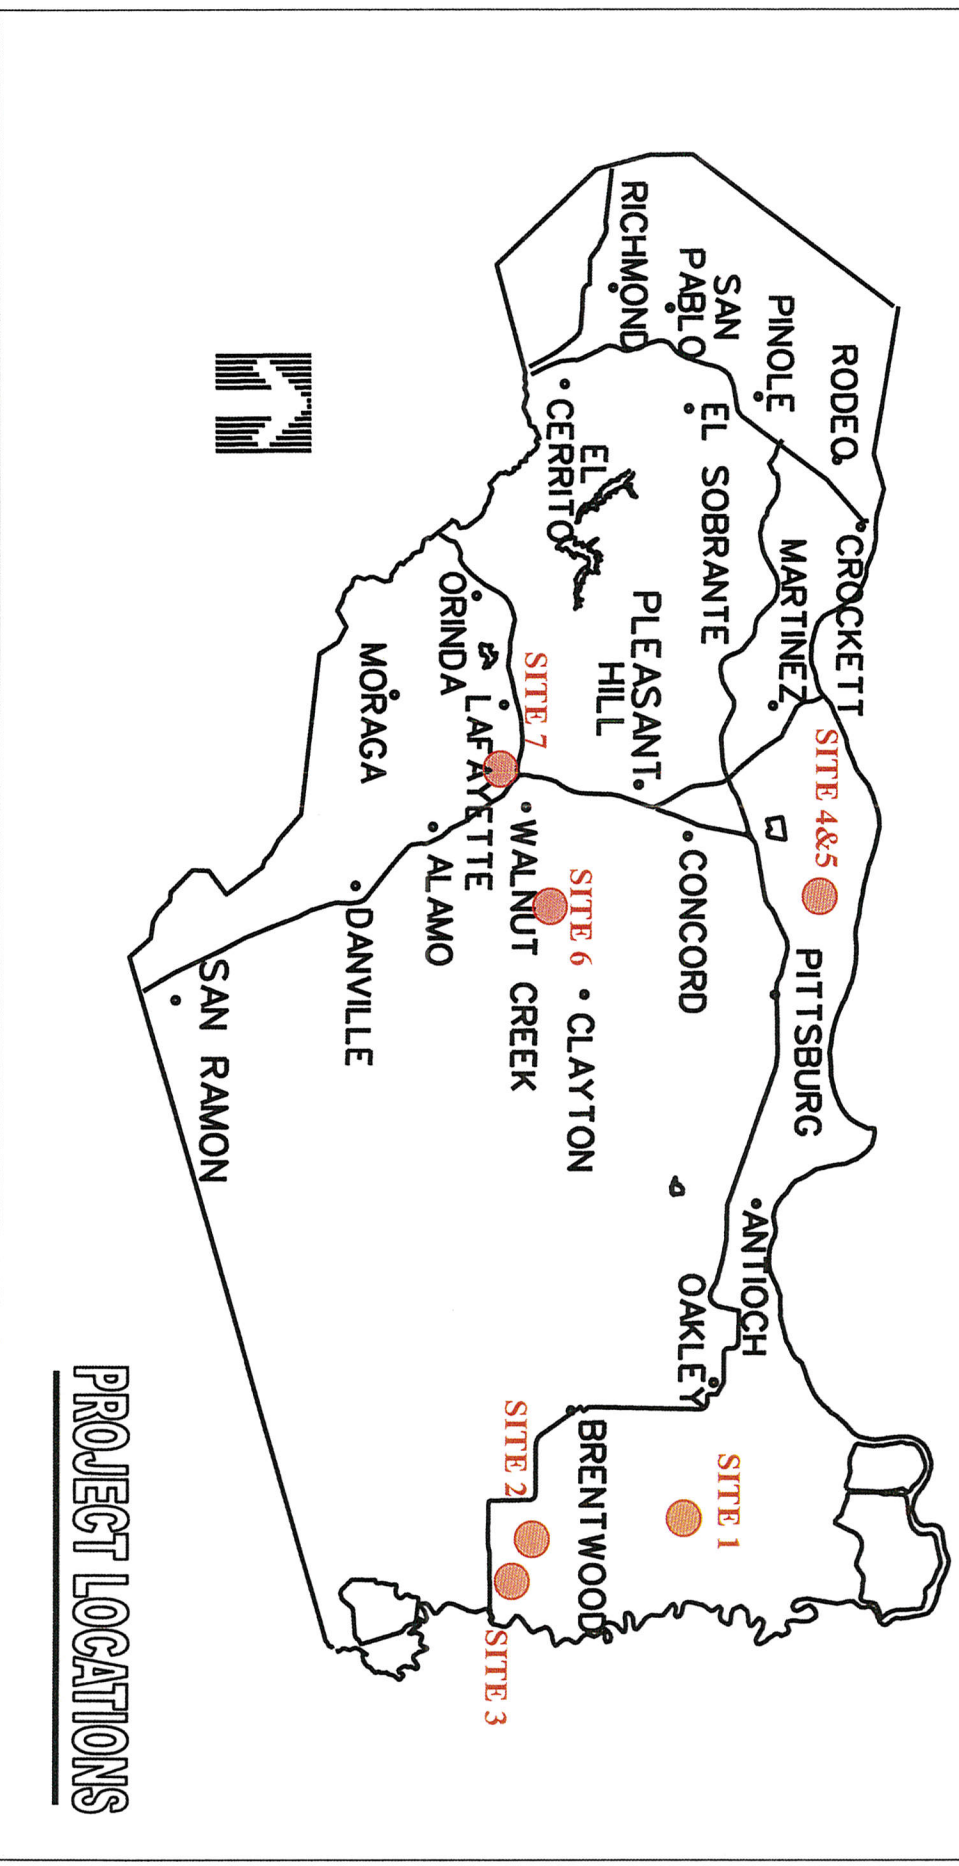 RODEO
CROCKETT
PINOLE
MARTINEZ
SAN
PABLO
RICHMOND
EL SOBRANTE
EL
CERRITO
PLEASANT
HILL
SITE 4&5
PITTSBURG
CONCORD
ANTIOCH
OAKLEY
SITE 1
SITE 7
ORINDA
LAFAYETTE
MORAGA
SITE 6
CLAYTON
WALNUT CREEK
ALAMO
DANVILLE
SAN RAMON
BRENTWOOD
SITE 2
SITE 3
PROJECT LOCATIONS